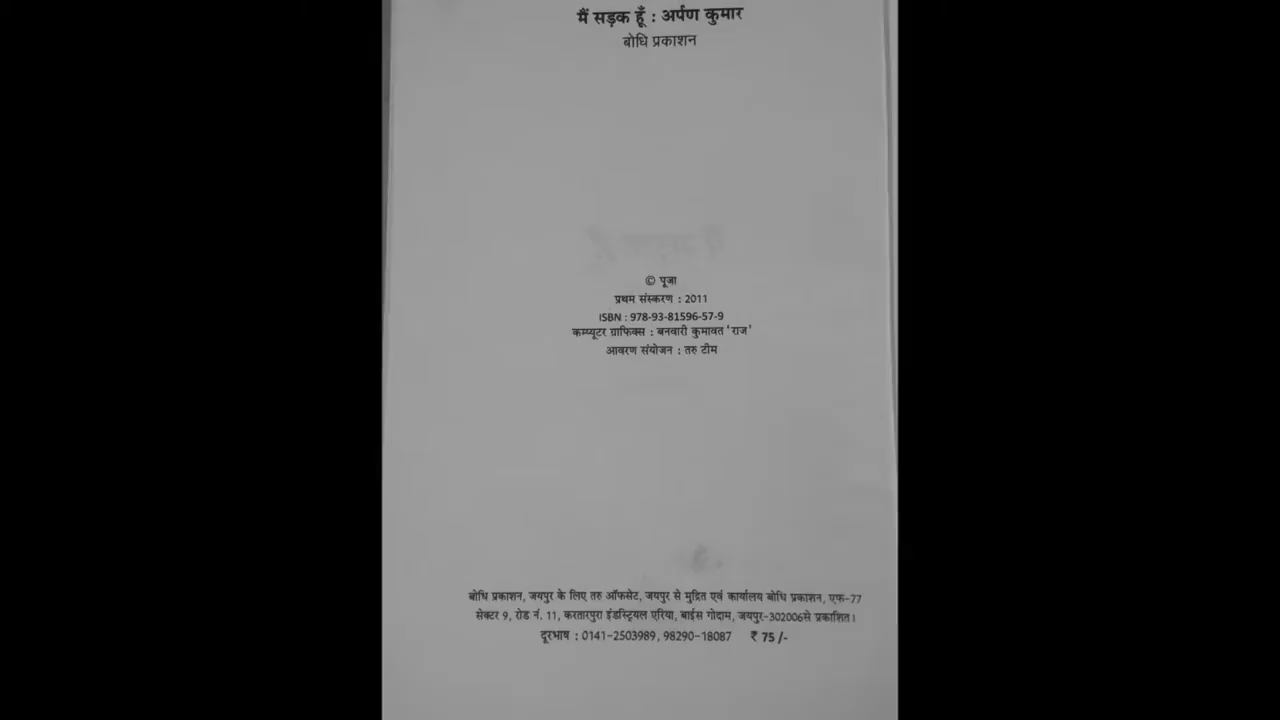 मैं सड़क हूँ : अर्पण कुमार
बोधि प्रकाशन
© पूजा
प्रथम संस्करण : 2011
ISBN : 978-93-81596-57-9
कम्प्यूटर ग्राफिक्स : बनवारी कुमावत 'राज'
आवरण संयोजन : तरु टीम
बोधि प्रकाशन, जयपुर के लिए तरु ऑफसेट, जयपुर से मुद्रित एवं कार्यालय बोधि प्रकाशन, एफ-77
सेक्टर 9, रोड नं. 11, करतारपुरा इंडस्ट्रियल एरिया, बाईस गोदाम, जयपुर-302006से प्रकाशित।
दूरभाष : 0141-2503989, 98290-18087 ₹ 75 /-